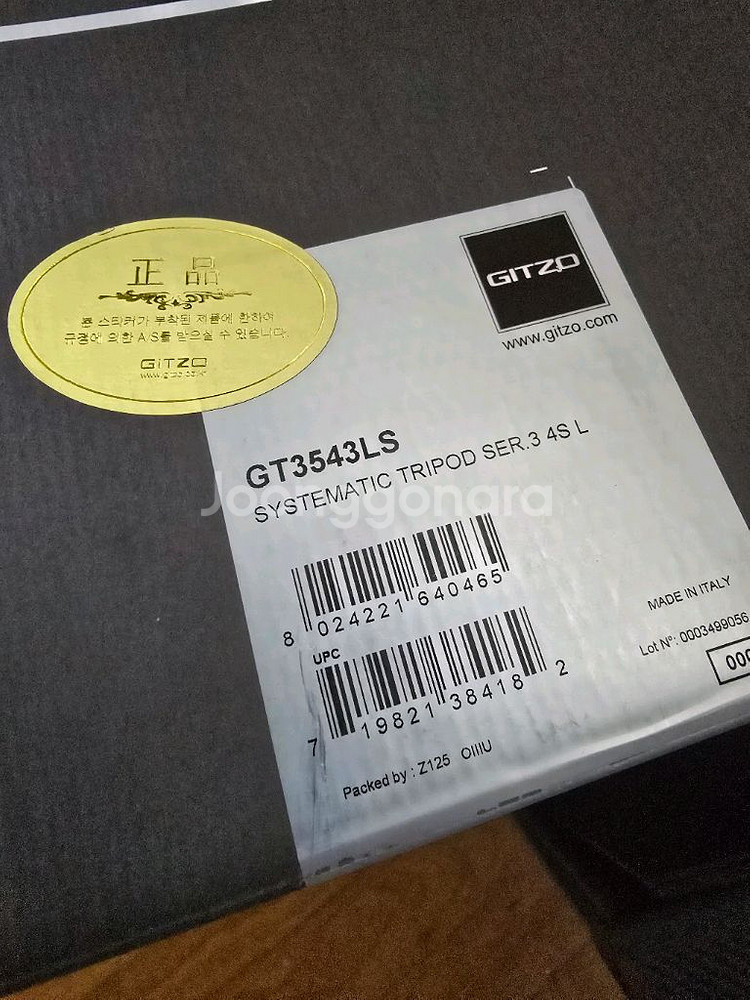 正品
본 스티커가 부착된 제품에 한하여
규정에 의한 A/S를 받으실 수 있습니다.
GITZO
GITZO
www.gitzo.com
GT3543LS
SYSTEMATIC TRIPOD SER.3 4S L
Joonggonara
8 024221 640465
UPC
7 19821 38418 2
MADE IN ITALY
Lot N°: 0003499056
000
Packed by : Z125 OIIIU